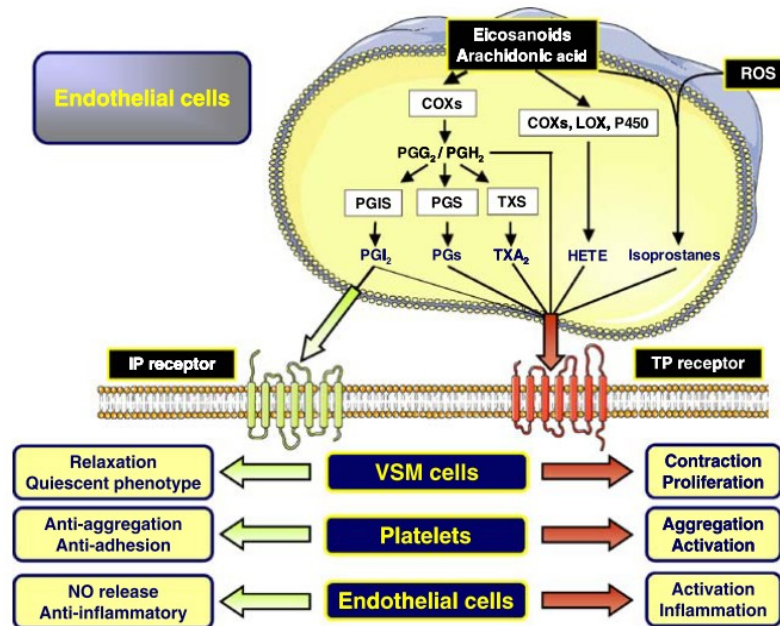 Eicosanoids
Arachidonic acid
ROS
Endothelial cells
COXs
COXs, LOX, P450
PGG₂ / PGH₂
PGIS
PGS
TXS
PGI₂
PGs
TXA₂
HETE
Isoprostanes
IP receptor
TP receptor
Relaxation
Quiescent phenotype
VSM cells
Contraction
Proliferation
Anti-aggregation
Anti-adhesion
Platelets
Aggregation
Activation
NO release
Anti-inflammatory
Endothelial cells
Activation
Inflammation